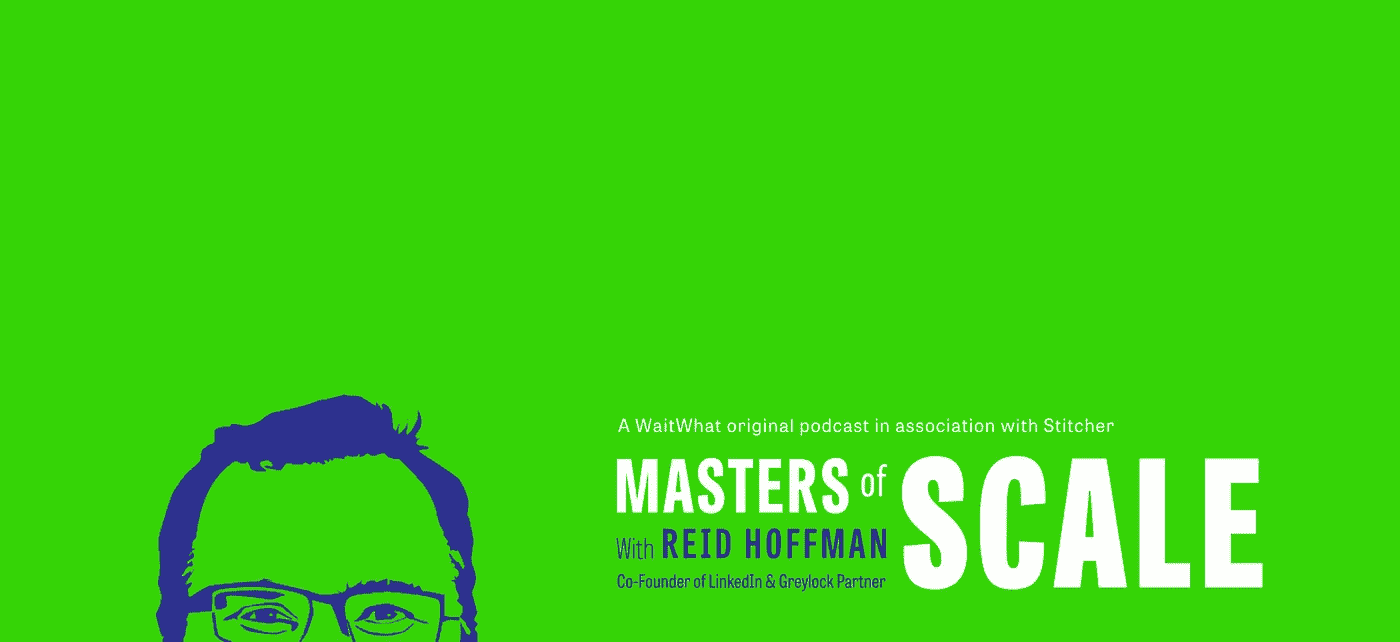 A WaitWhat original podcast in association with Stitcher
MASTERS of SCALE
With REID HOFFMAN
Co-Founder of LinkedIn & Greylock Partner